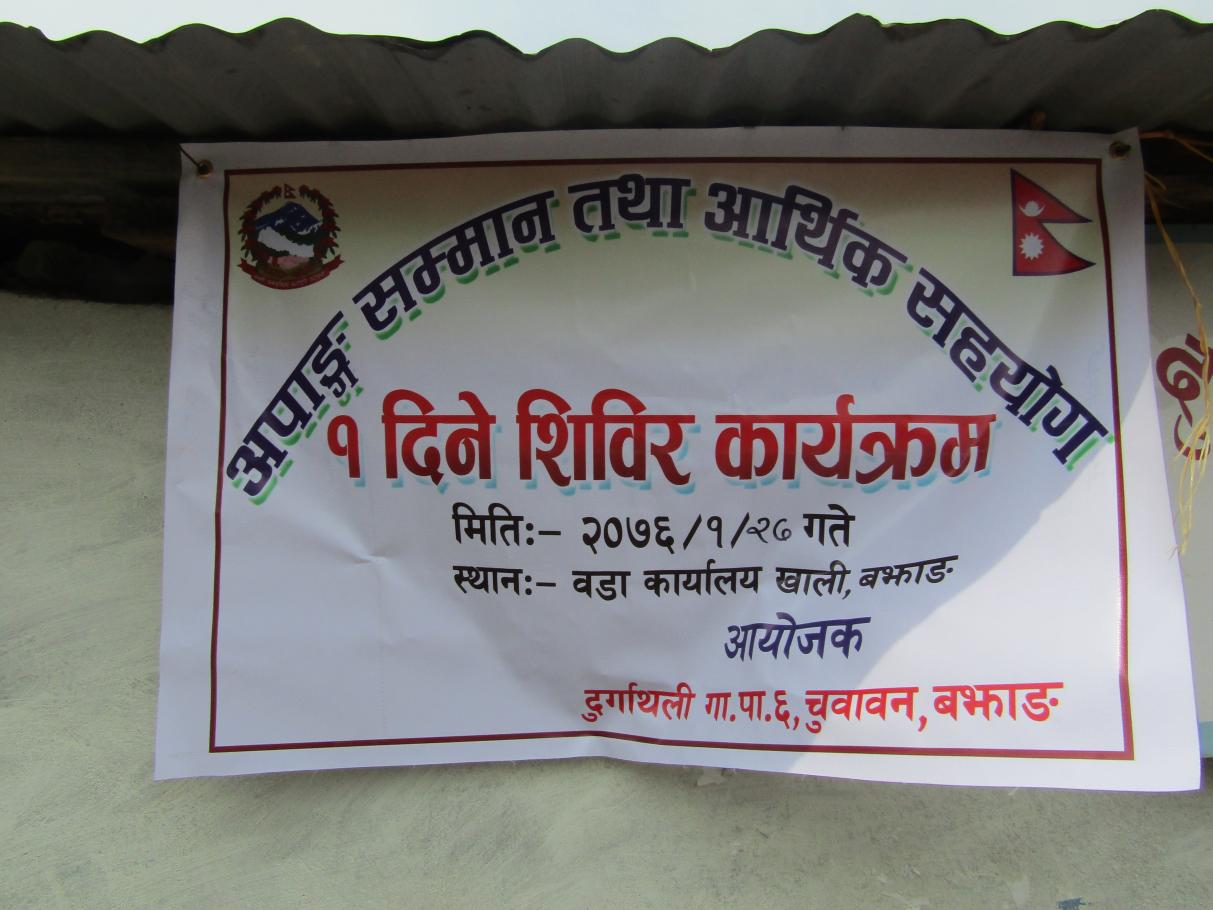 अपाङ्ग सम्मान तथा आर्थिक सहयोग
१ दिने शिविर कार्यक्रम
मितिः- २०७६/१/२७ गते
स्थानः- वडा कार्यालय खाली, बझाङ
आयोजक
दुर्गाथली गा.पा.६, चुवावन, बझाङ